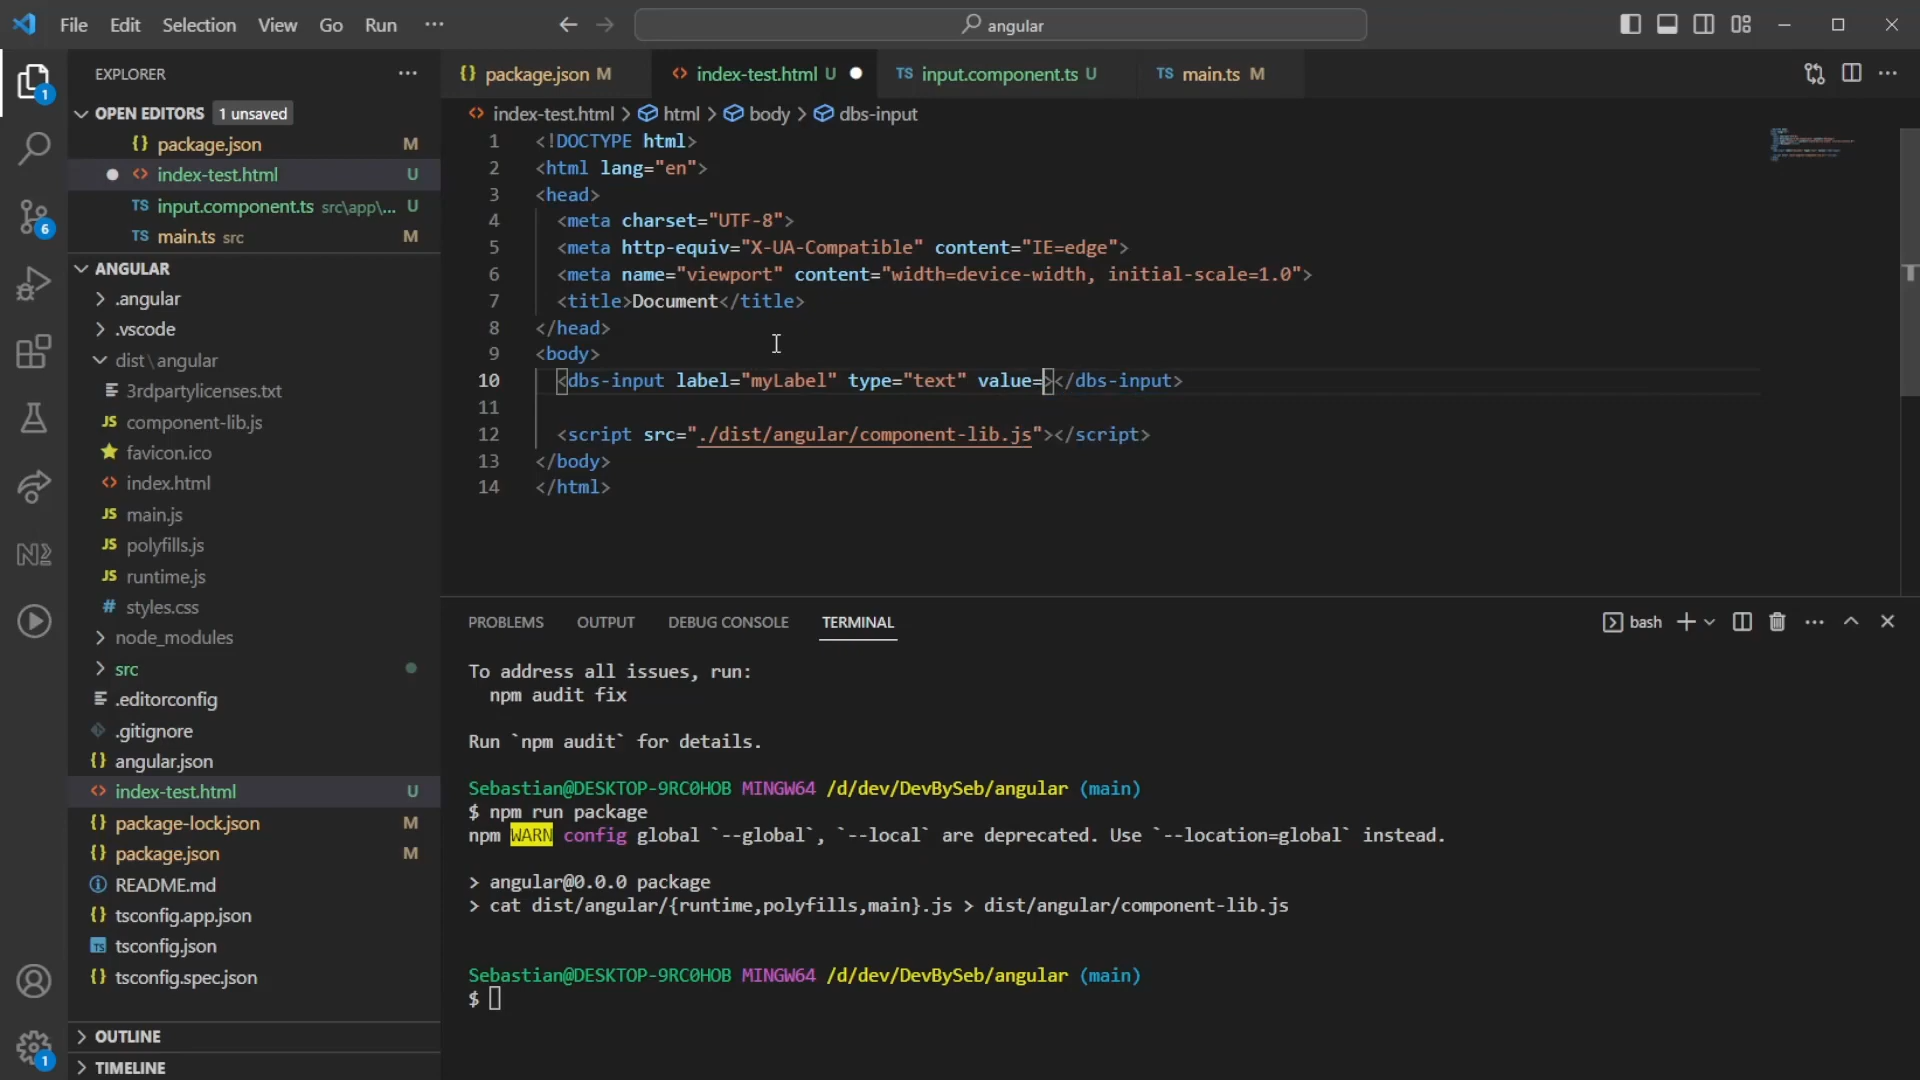 File Edit Selection View Go Run ··· angular
EXPLORER ···
OPEN EDITORS 1 unsaved
package.json M
index-test.html U
input.component.ts src\app\... U
main.ts src M
ANGULAR
.angular
.vscode
dist\angular
3rdpartylicenses.txt
component-lib.js
favicon.ico
index.html
main.js
polyfills.js
runtime.js
styles.css
node_modules
src
.editorconfig
.gitignore
angular.json
index-test.html U
package-lock.json M
package.json M
README.md
tsconfig.app.json
tsconfig.json
tsconfig.spec.json
OUTLINE
TIMELINE
1
6
1
{} package.json M <> index-test.html U TS input.component.ts U TS main.ts M
<> index-test.html > html > body > dbs-input
1 <!DOCTYPE html>
2 <html lang="en">
3 <head>
4 <meta charset="UTF-8">
5 <meta http-equiv="X-UA-Compatible" content="IE=edge">
6 <meta name="viewport" content="width=device-width, initial-scale=1.0">
7 <title>Document</title>
8 </head>
9 <body>
10 <dbs-input label="myLabel" type="text" value=></dbs-input>
11
12 <script src="./dist/angular/component-lib.js"></script>
13 </body>
14 </html>
PROBLEMS OUTPUT DEBUG CONSOLE TERMINAL bash
To address all issues, run:
npm audit fix
Run `npm audit` for details.
Sebastian@DESKTOP-9RC0HOB MINGW64 /d/dev/DevBySeb/angular (main)
$ npm run package
npm WARN config global `--global`, `--local` are deprecated. Use `--location=global` instead.
> angular@0.0.0 package
> cat dist/angular/{runtime,polyfills,main}.js > dist/angular/component-lib.js
Sebastian@DESKTOP-9RC0HOB MINGW64 /d/dev/DevBySeb/angular (main)
$